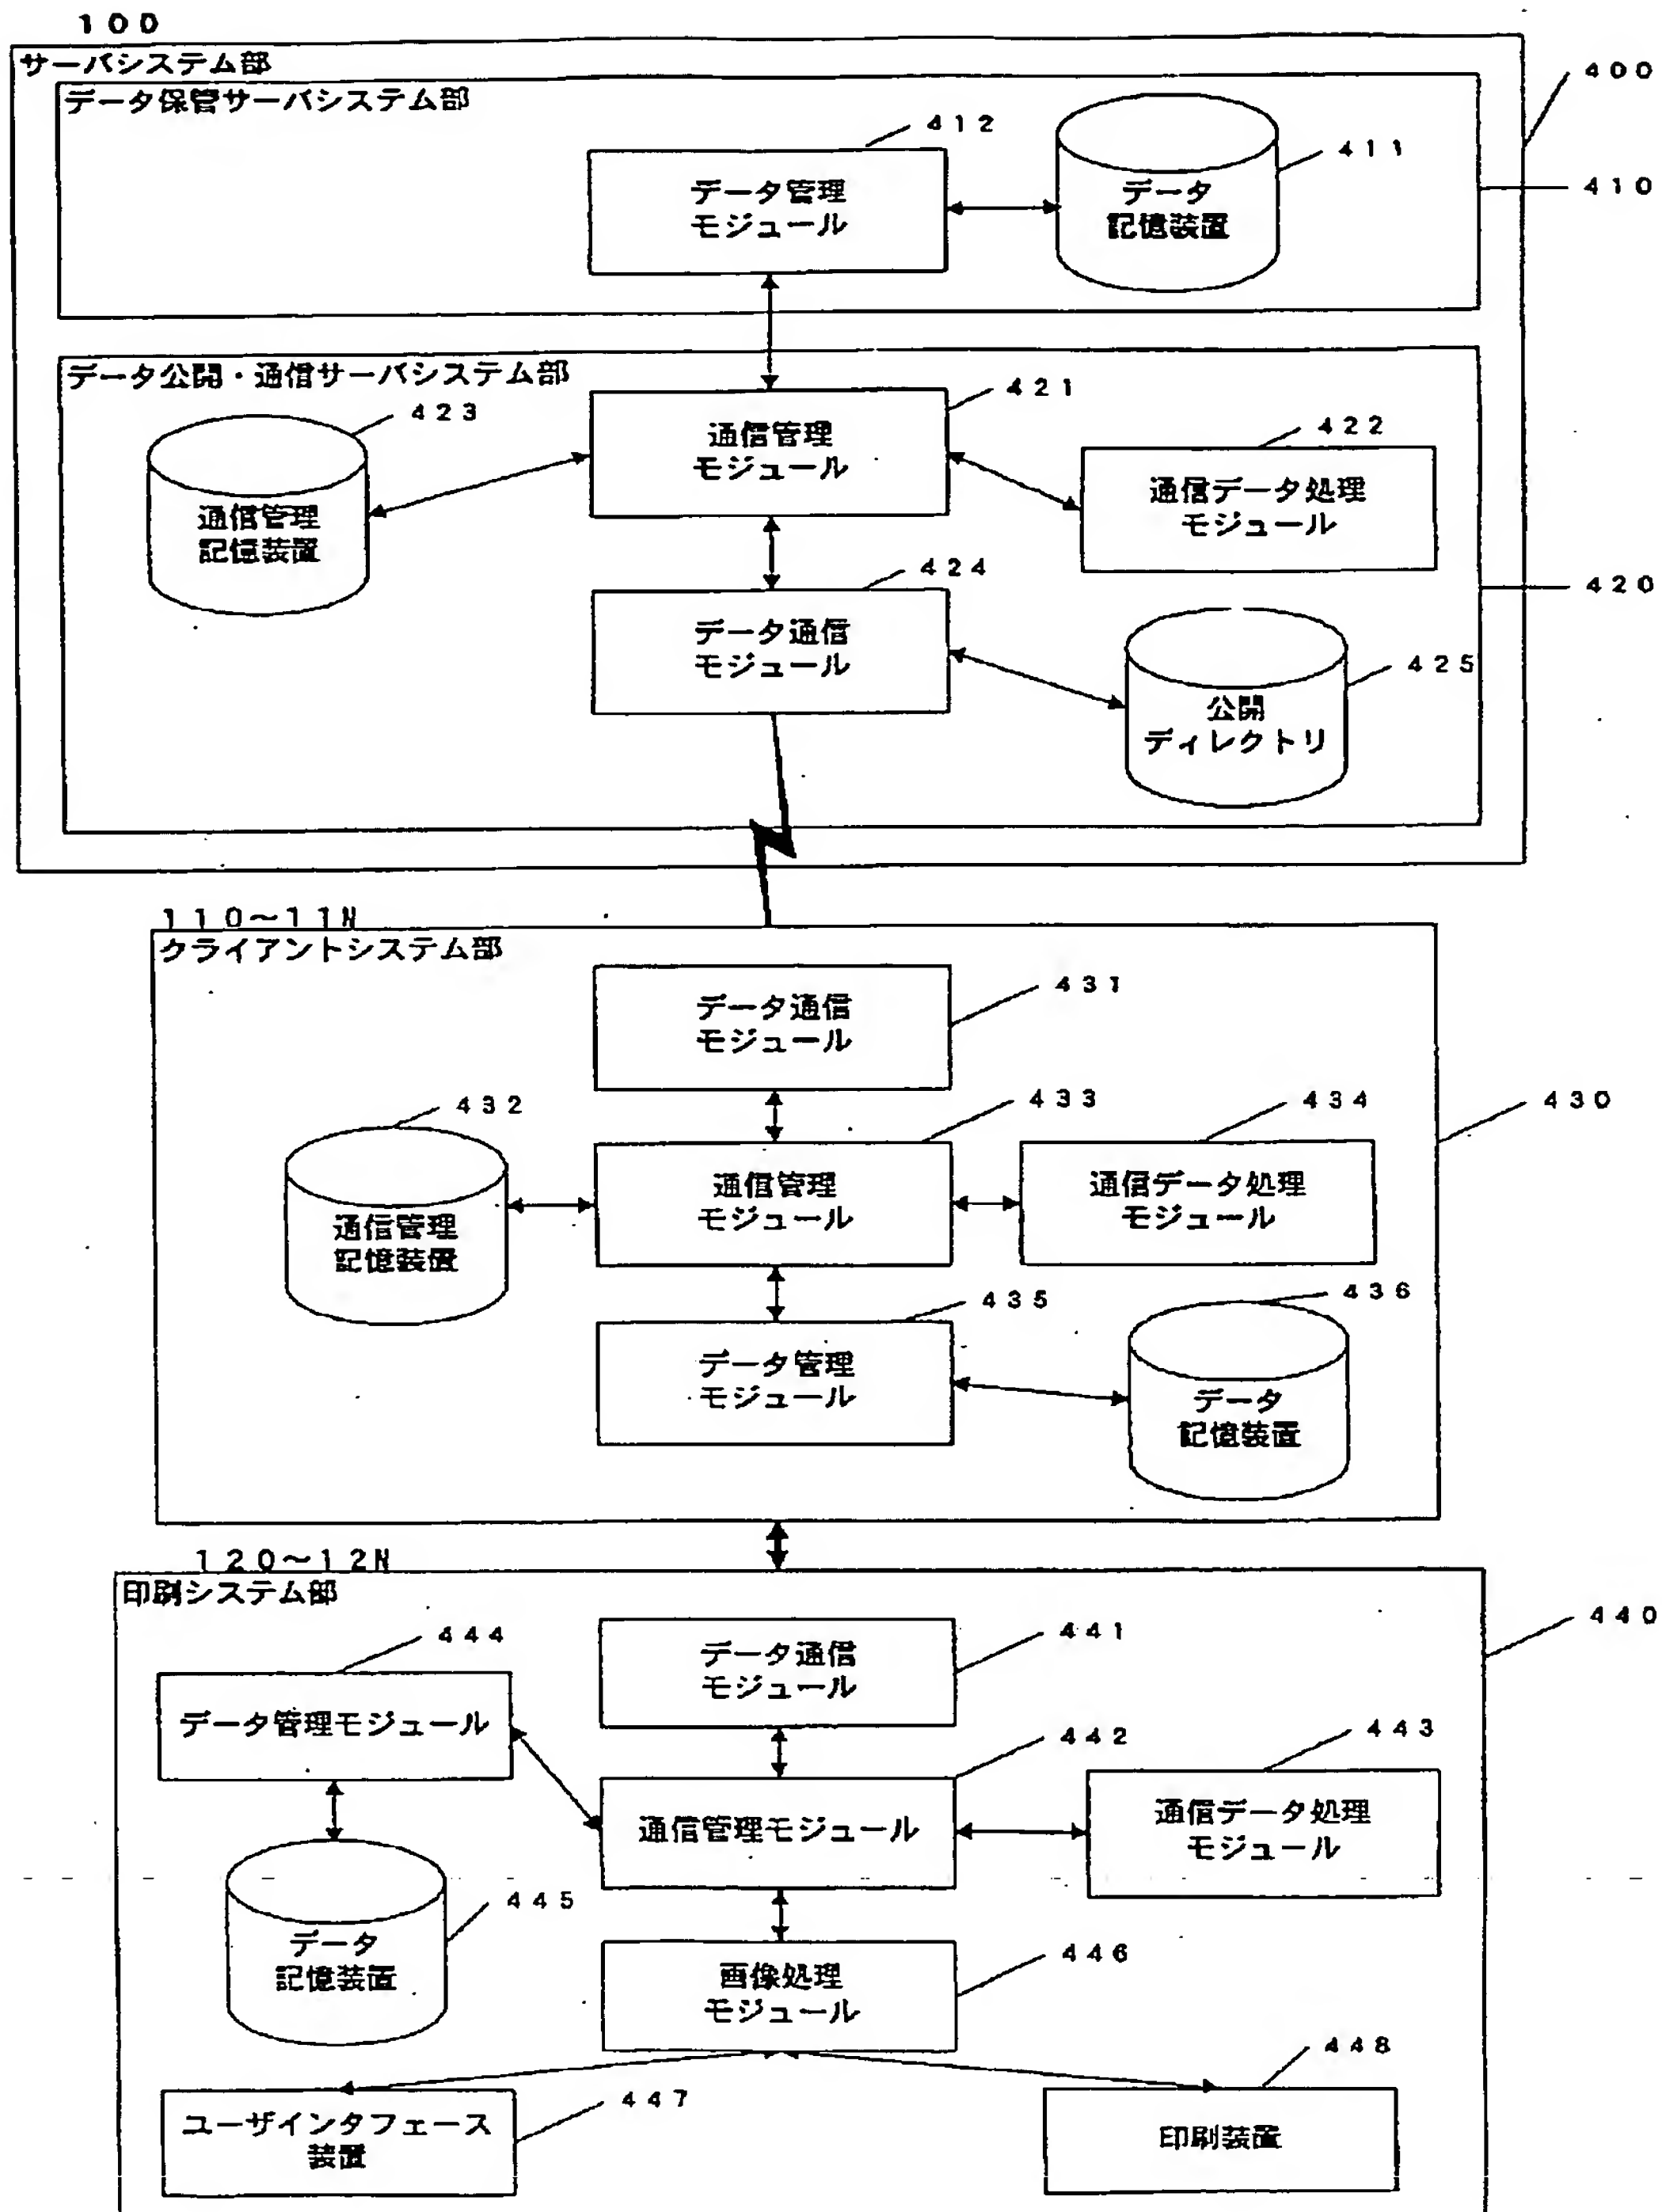 100
サーバシステム部
400
データ保管サーバシステム部
412
411
410
データ管理
モジュール
データ
記憶装置
データ公開・通信サーバシステム部
423
421
422
通信管理
モジュール
通信管理
記憶装置
通信データ処理
モジュール
424
420
データ通信
モジュール
425
公開
ディレクトリ
110~11N
クライアントシステム部
431
データ通信
モジュール
432
433
434
430
通信管理
記憶装置
通信管理
モジュール
通信データ処理
モジュール
435
436
データ管理
モジュール
データ
記憶装置
120~12N
印刷システム部
444
441
440
データ通信
モジュール
データ管理モジュール
442
443
通信管理モジュール
通信データ処理
モジュール
445
データ
記憶装置
446
画像処理
モジュール
447
448
ユーザインタフェース
装置
印刷装置